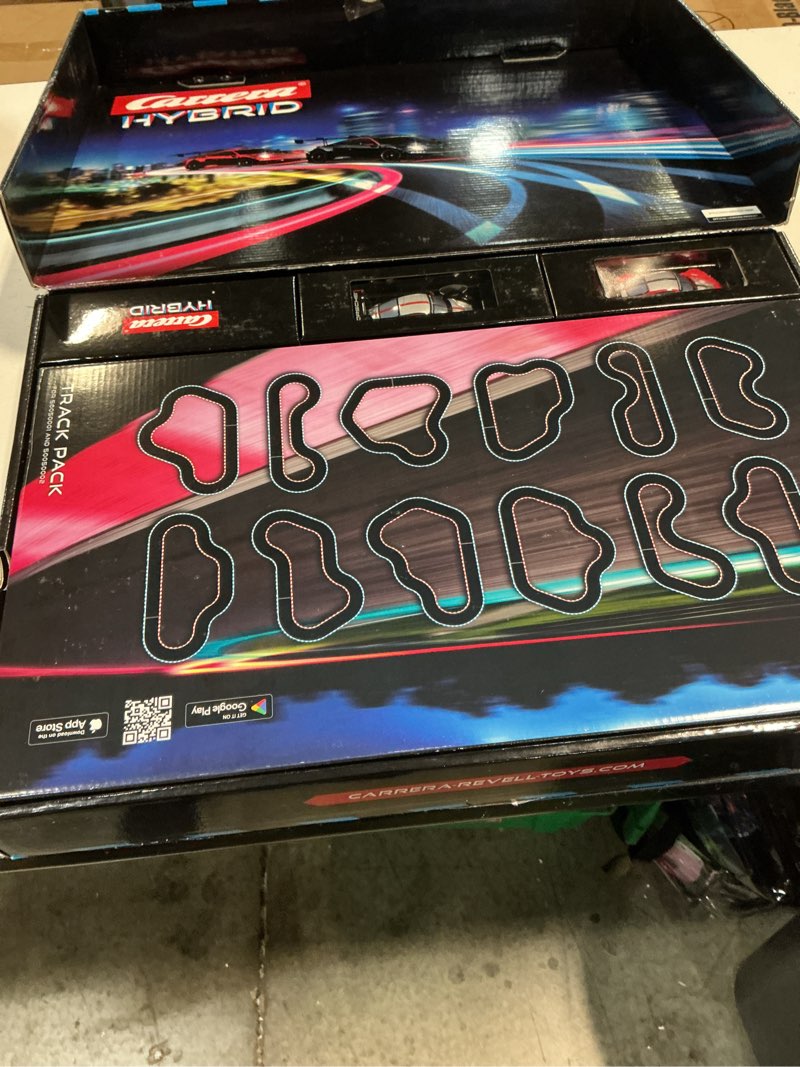 Carrera®
HYBRID
Carrera
HYBRID
TRACK PACK
Download on the
App Store
GET IT ON
Google Play
CARRERA-REVELL-TOYS.COM